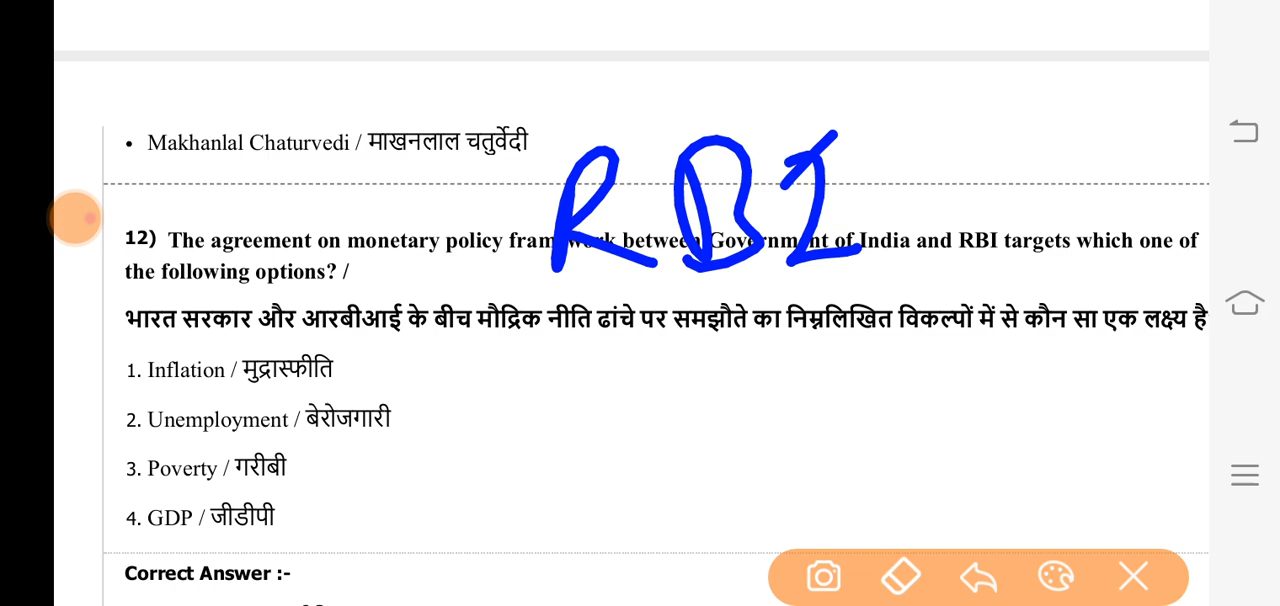 • Makhanlal Chaturvedi / माखनलाल चतुर्वेदी
RBI
12) The agreement on monetary policy framework between Government of India and RBI targets which one of
the following options? /
भारत सरकार और आरबीआई के बीच मौद्रिक नीति ढांचे पर समझौते का निम्नलिखित विकल्पों में से कौन सा एक लक्ष्य है
1. Inflation / मुद्रास्फीति
2. Unemployment / बेरोजगारी
3. Poverty / गरीबी
4. GDP / जीडीपी
Correct Answer :-